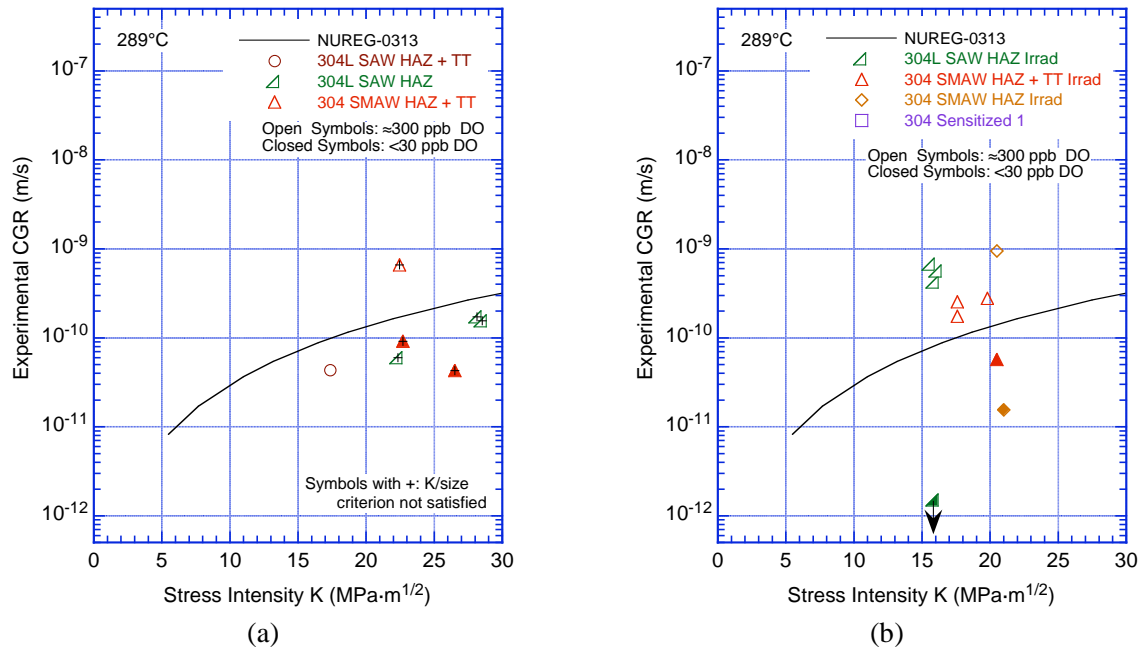 289°C
NUREG-0313
304L SAW HAZ + TT
304L SAW HAZ
304 SMAW HAZ + TT
Open Symbols: ≈300 ppb DO
Closed Symbols: <30 ppb DO
Symbols with +: K/size
criterion not satisfied
Experimental CGR (m/s)
10-7
10-8
10-9
10-10
10-11
10-12
0 5 10 15 20 25 30
Stress Intensity K (MPa·m1/2)
(a)
289°C
NUREG-0313
304L SAW HAZ Irrad
304 SMAW HAZ + TT Irrad
304 SMAW HAZ Irrad
304 Sensitized 1
Open Symbols: ≈300 ppb DO
Closed Symbols: <30 ppb DO
Experimental CGR (m/s)
10-7
10-8
10-9
10-10
10-11
10-12
0 5 10 15 20 25 30
Stress Intensity K (MPa·m1/2)
(b)